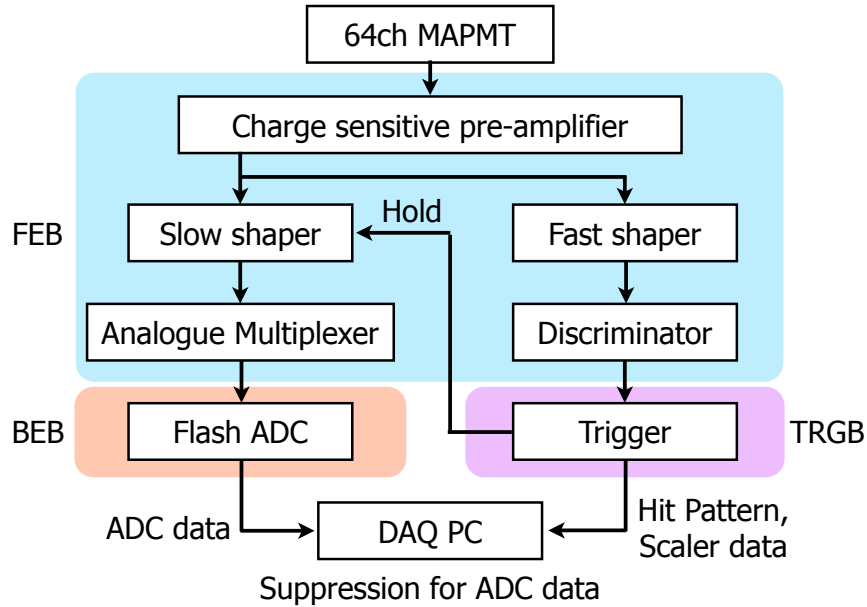 64ch MAPMT
Charge sensitive pre-amplifier
Hold
FEB
Slow shaper
Fast shaper
Analogue Multiplexer
Discriminator
BEB
Flash ADC
Trigger
TRGB
ADC data
DAQ PC
Hit Pattern,
Scaler data
Suppression for ADC data